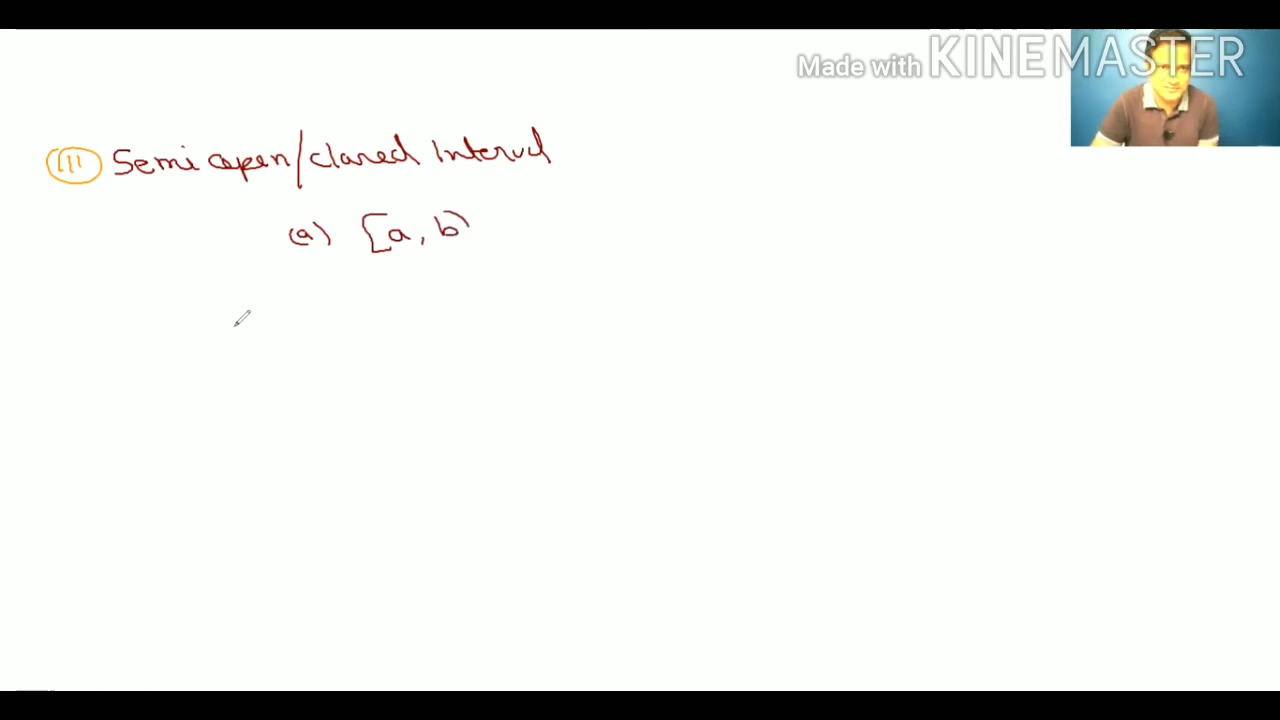 Made with KINEMASTER
(III) Semi open/closed Interval
(a) [a, b)